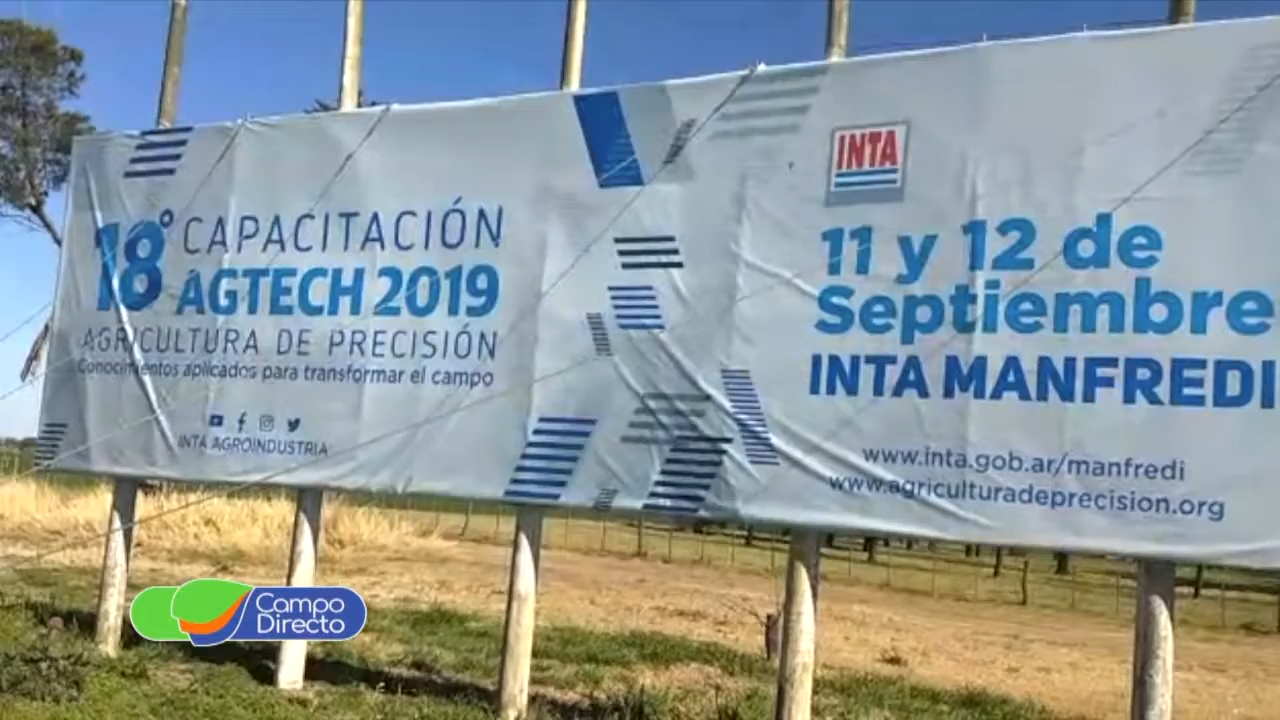 18° CAPACITACIÓN
AGTECH 2019
AGRICULTURA DE PRECISIÓN
Conocimientos aplicados para transformar el campo
INTA AGROINDUSTRIA
INTA
11 y 12 de
Septiembre
INTA MANFREDI
www.inta.gob.ar/manfredi
www.agriculturadeprecision.org
Campo
Directo